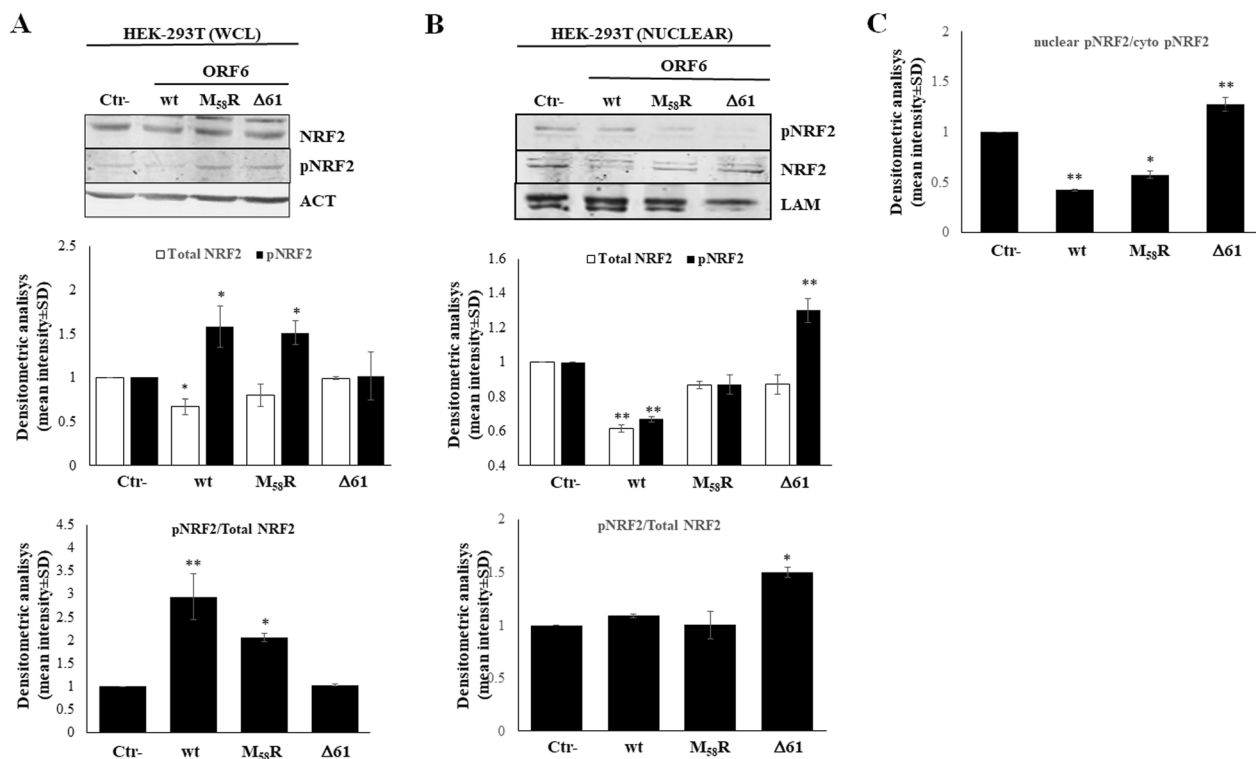 A
HEK-293T (WCL)
ORF6
Ctr- wt M₅₈R Δ61
NRF2
pNRF2
ACT
Total NRF2 pNRF2
Densitometric analisys
(mean intensity±SD)
2.5
2
1.5
1
0.5
0
* * *
Ctr- wt M₅₈R Δ61
pNRF2/Total NRF2
Densitometric analisys
(mean intensity±SD)
4.5
4
3.5
3
2.5
2
1.5
1
0.5
0
** *
Ctr- wt M₅₈R Δ61
B
HEK-293T (NUCLEAR)
ORF6
Ctr- wt M₅₈R Δ61
pNRF2
NRF2
LAM
Total NRF2 pNRF2
Densitometric analisys
(mean intensity±SD)
1.6
1.4
1.2
1
0.8
0.6
0.4
** ** **
Ctr- wt M₅₈R Δ61
pNRF2/Total NRF2
Densitometric analisys
(mean intensity±SD)
2
1.5
1
0.5
0
*
Ctr- wt M₅₈R Δ61
C
nuclear pNRF2/cyto pNRF2
Densitometric analisys
(mean intensity±SD)
2
1.5
1
0.5
0
** * **
Ctr- wt M₅₈R Δ61